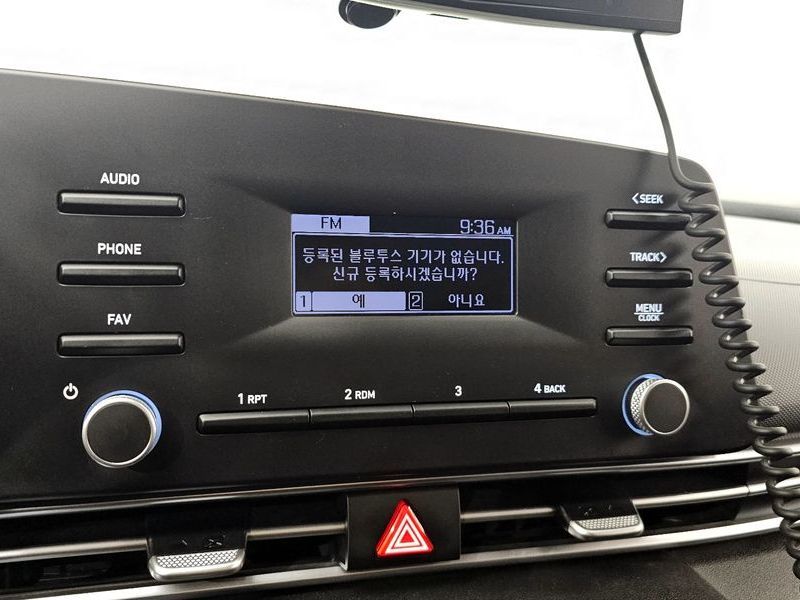 AUDIO
PHONE
FAV
FM 9:36 AM
등록된 블루투스 기기가 없습니다.
신규 등록하시겠습니까?
1 예 2 아니요
<SEEK
TRACK>
MENU
CLOCK
1 RPT 2 RDM 3 4 BACK